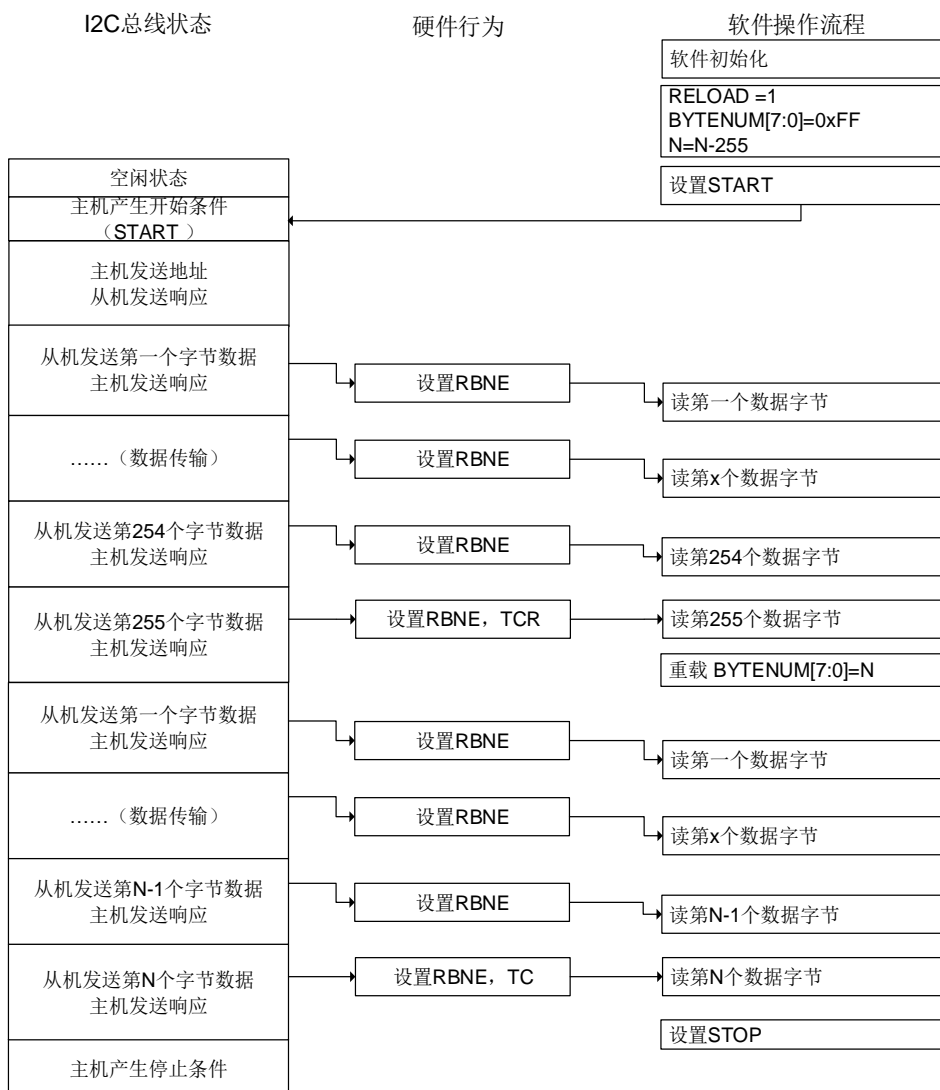 I2C总线状态
硬件行为
软件操作流程
软件初始化
RELOAD =1
BYTENUM[7:0]=0xFF
N=N-255
设置START
空闲状态
主机产生开始条件
（START ）
主机发送地址
从机发送响应
从机发送第一个字节数据
主机发送响应
设置RBNE
读第一个数据字节
……（数据传输）
设置RBNE
读第x个数据字节
从机发送第254个字节数据
主机发送响应
设置RBNE
读第254个数据字节
从机发送第255个字节数据
主机发送响应
设置RBNE，TCR
读第255个数据字节
重载 BYTENUM[7:0]=N
从机发送第一个字节数据
主机发送响应
设置RBNE
读第一个数据字节
……（数据传输）
设置RBNE
读第x个数据字节
从机发送第N-1个字节数据
主机发送响应
设置RBNE
读第N-1个数据字节
从机发送第N个字节数据
主机发送响应
设置RBNE，TC
读第N个数据字节
设置STOP
主机产生停止条件